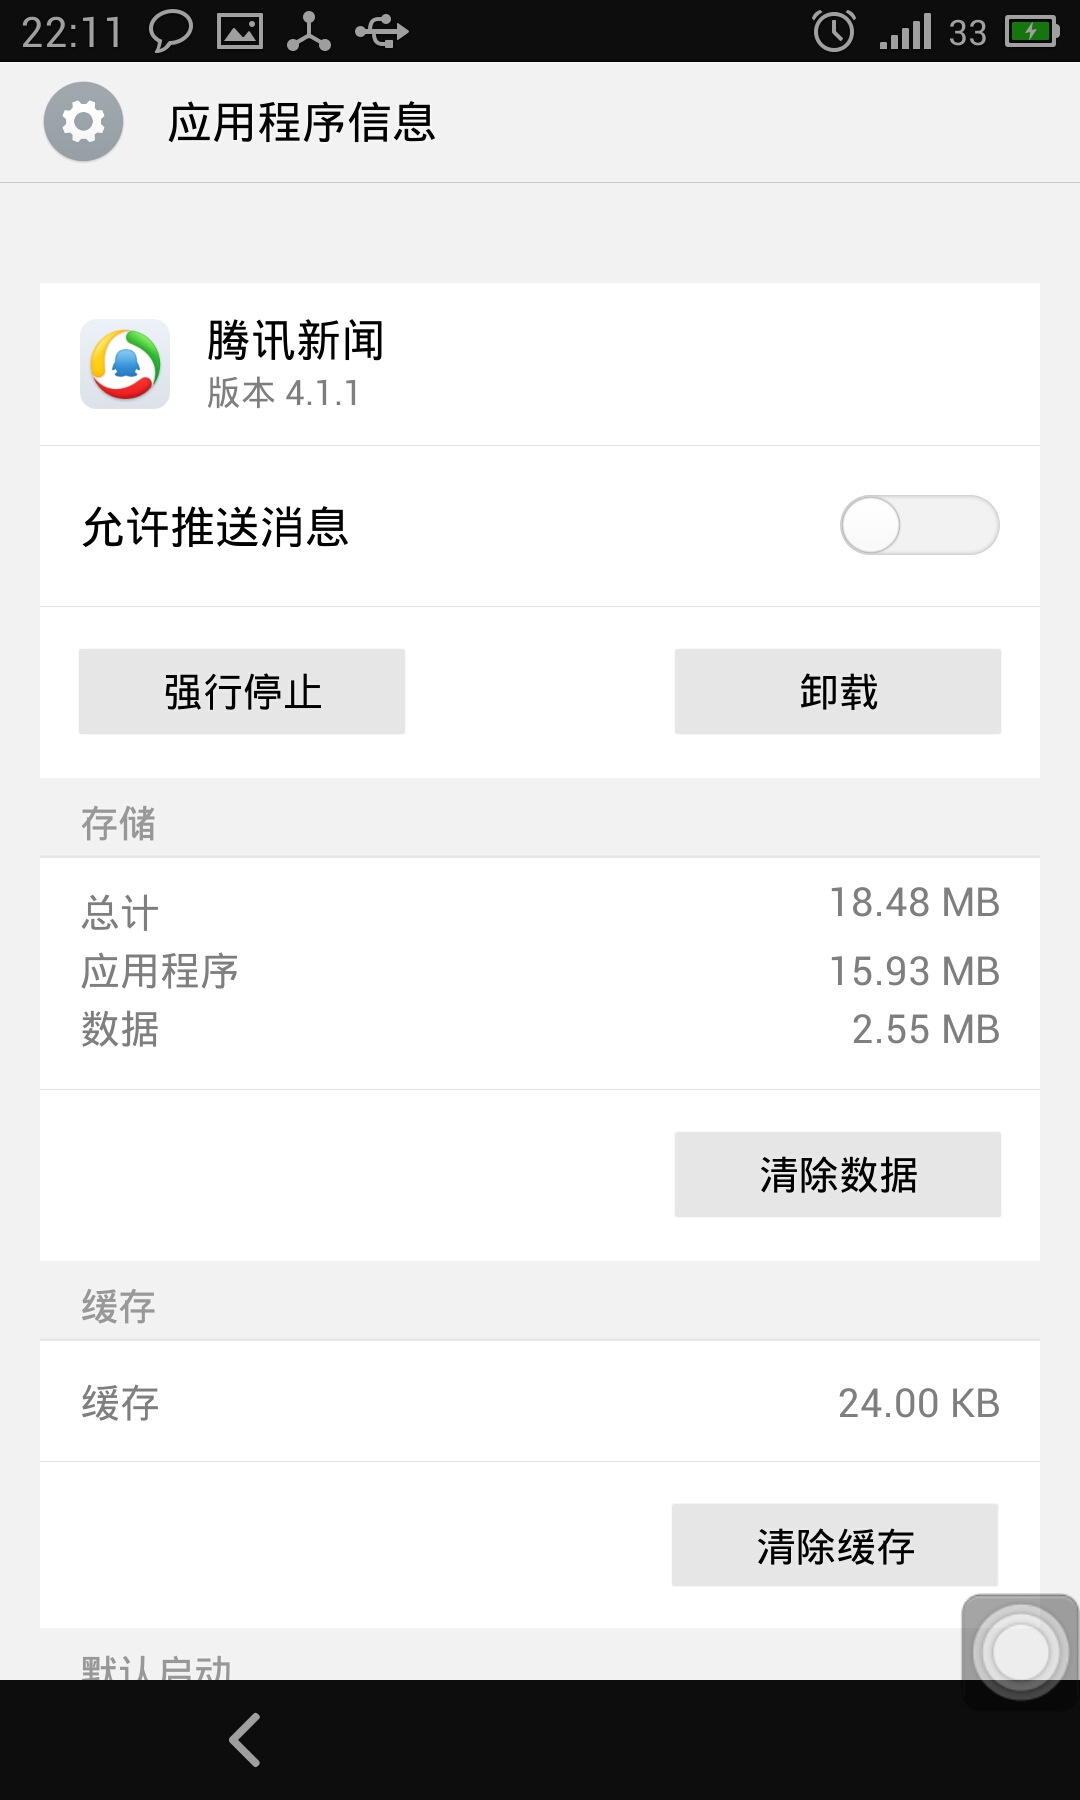 22:11 33
应用程序信息
腾讯新闻
版本 4.1.1
允许推送消息
强行停止 卸载
存储
总计 18.48 MB
应用程序 15.93 MB
数据 2.55 MB
清除数据
缓存
缓存 24.00 KB
清除缓存
默认启动